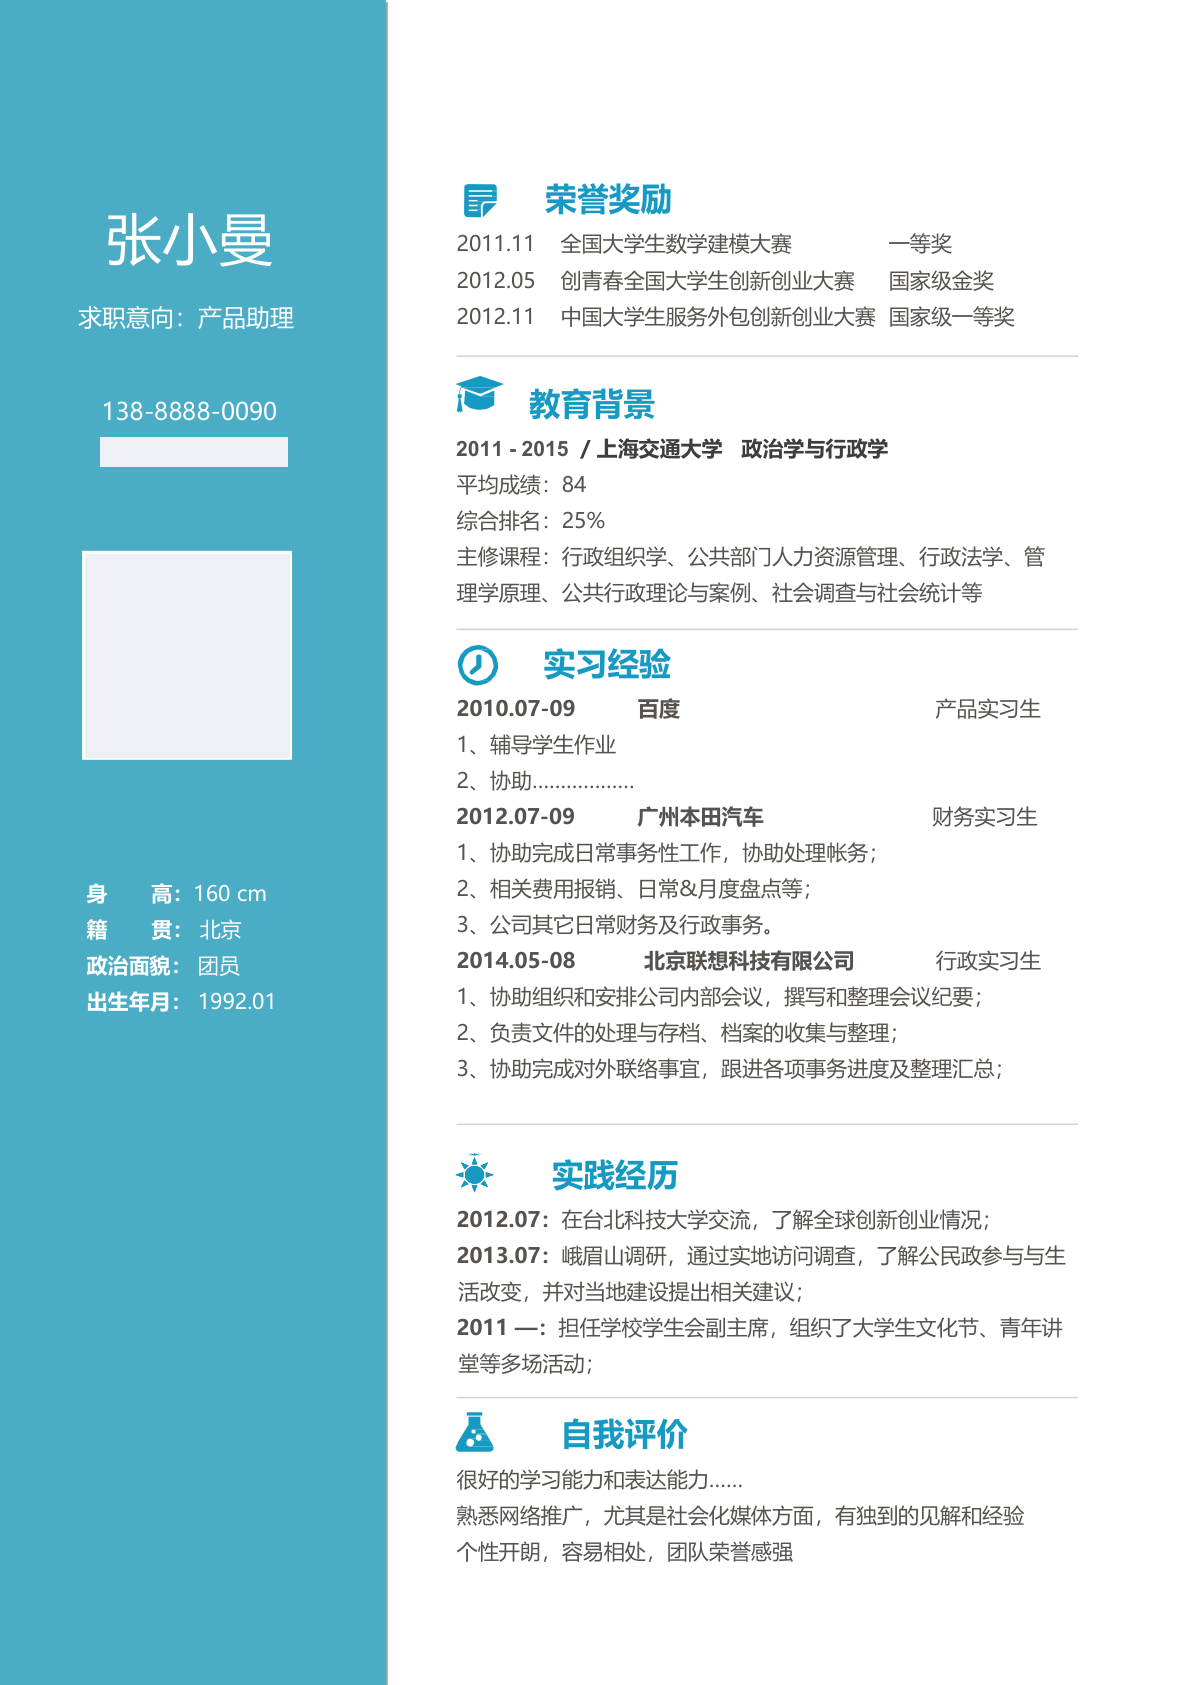 张小曼
求职意向：产品助理
138-8888-0090
身 高：160 cm
籍 贯： 北京
政治面貌： 团员
出生年月： 1992.01
荣誉奖励
2011.11 全国大学生数学建模大赛 一等奖
2012.05 创青春全国大学生创新创业大赛 国家级金奖
2012.11 中国大学生服务外包创新创业大赛 国家级一等奖
教育背景
2011 - 2015 / 上海交通大学 政治学与行政学
平均成绩：84
综合排名：25%
主修课程：行政组织学、公共部门人力资源管理、行政法学、管
理学原理、公共行政理论与案例、社会调查与社会统计等
实习经验
2010.07-09 百度 产品实习生
1、辅导学生作业
2、协助………………
2012.07-09 广州本田汽车 财务实习生
1、协助完成日常事务性工作，协助处理帐务；
2、相关费用报销、日常&月度盘点等；
3、公司其它日常财务及行政事务。
2014.05-08 北京联想科技有限公司 行政实习生
1、协助组织和安排公司内部会议，撰写和整理会议纪要；
2、负责文件的处理与存档、档案的收集与整理；
3、协助完成对外联络事宜，跟进各项事务进度及整理汇总；
实践经历
2012.07：在台北科技大学交流，了解全球创新创业情况；
2013.07：峨眉山调研，通过实地访问调查，了解公民政参与与生
活改变，并对当地建设提出相关建议；
2011 —：担任学校学生会副主席，组织了大学生文化节、青年讲
堂等多场活动；
自我评价
很好的学习能力和表达能力……
熟悉网络推广，尤其是社会化媒体方面，有独到的见解和经验
个性开朗，容易相处，团队荣誉感强